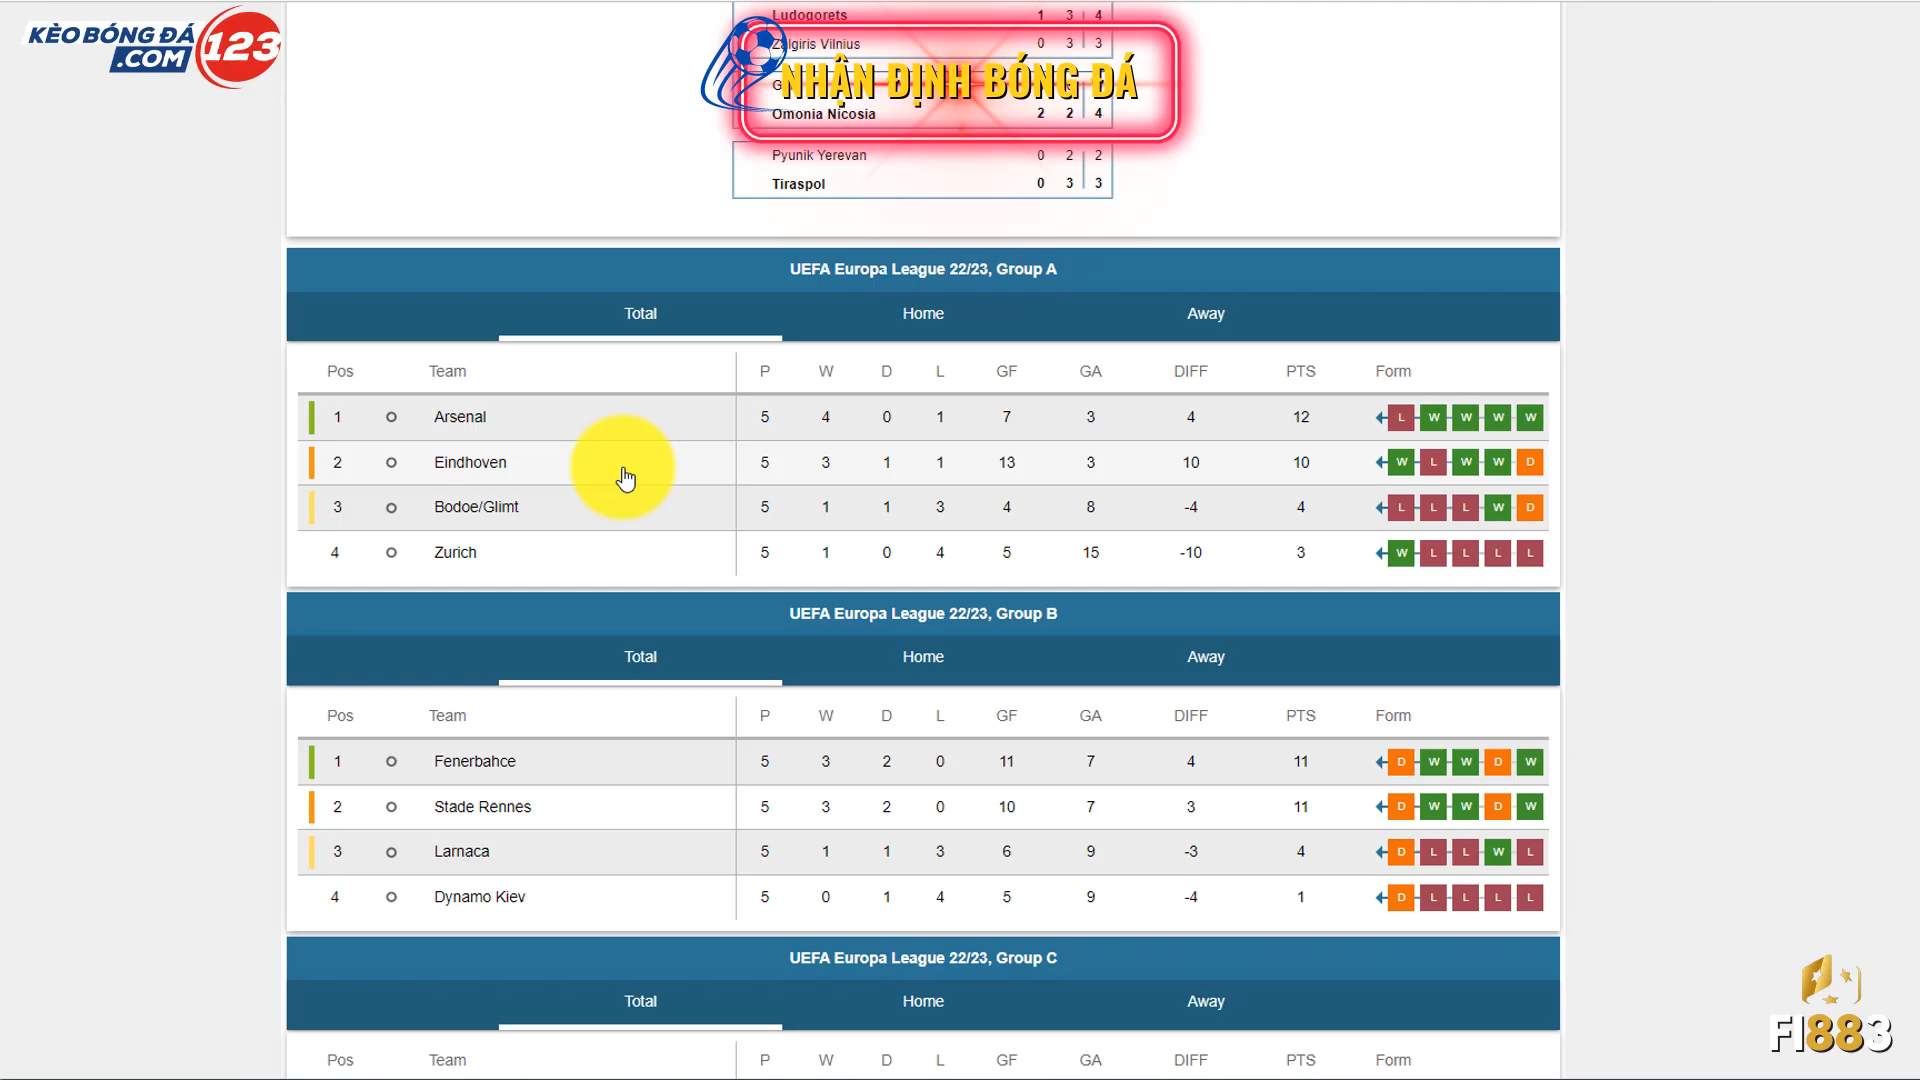 KÈO BÓNG ĐÁ
.COM
123
Ludogorets 1 3 4
Zalgiris Vilnius 0 3 3
NHẬN ĐỊNH BÓNG ĐÁ
Omonia Nicosia 2 2 4
Pyunik Yerevan 0 2 2
Tiraspol 0 3 3
UEFA Europa League 22/23, Group A
Total Home Away
Pos Team P W D L GF GA DIFF PTS Form
1 Arsenal 5 4 0 1 7 3 4 12 L W W W W
2 Eindhoven 5 3 1 1 13 3 10 10 W L W W D
3 Bodoe/Glimt 5 1 1 3 4 8 -4 4 L L L W D
4 Zurich 5 1 0 4 5 15 -10 3 W L L L L
UEFA Europa League 22/23, Group B
Total Home Away
Pos Team P W D L GF GA DIFF PTS Form
1 Fenerbahce 5 3 2 0 11 7 4 11 D W W D W
2 Stade Rennes 5 3 2 0 10 7 3 11 D W W D W
3 Larnaca 5 1 1 3 6 9 -3 4 D L L W L
4 Dynamo Kiev 5 0 1 4 5 9 -4 1 D L L L L
UEFA Europa League 22/23, Group C
Total Home Away
Pos Team P W D L GF GA DIFF PTS Form
FI883